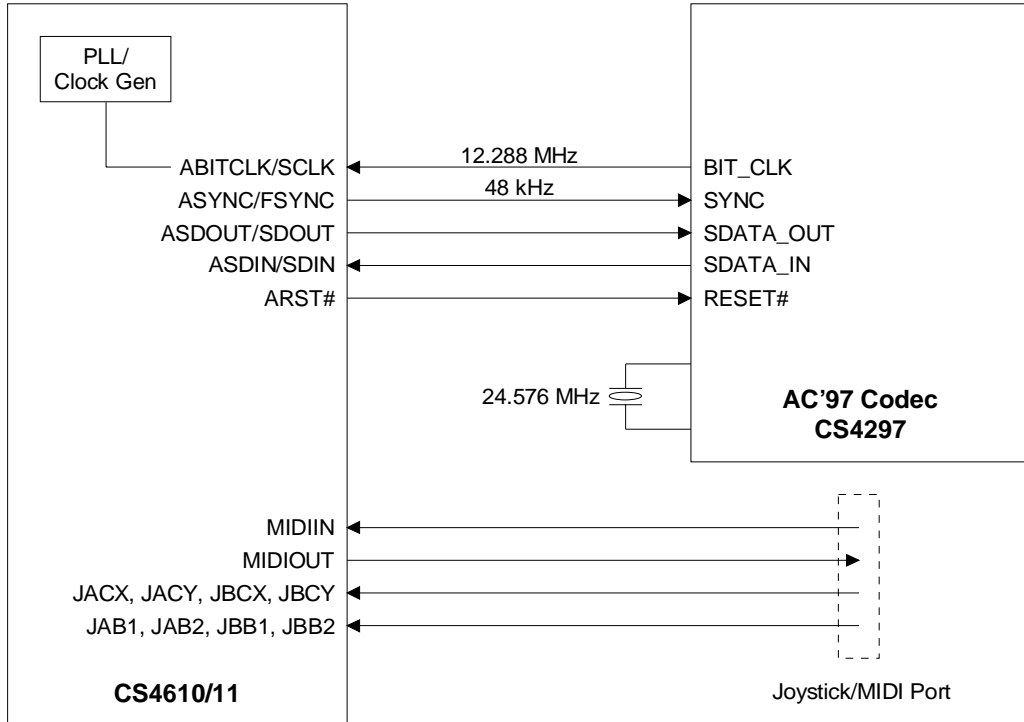 PLL/
Clock Gen
ABITCLK/SCLK
12.288 MHz
BIT_CLK
ASYNC/FSYNC
48 kHz
SYNC
ASDOUT/SDOUT
SDATA_OUT
ASDIN/SDIN
SDATA_IN
ARST#
RESET#
24.576 MHz
AC’97 Codec
CS4297
MIDIIN
MIDIOUT
JACX, JACY, JBCX, JBCY
JAB1, JAB2, JBB1, JBB2
CS4610/11
Joystick/MIDI Port